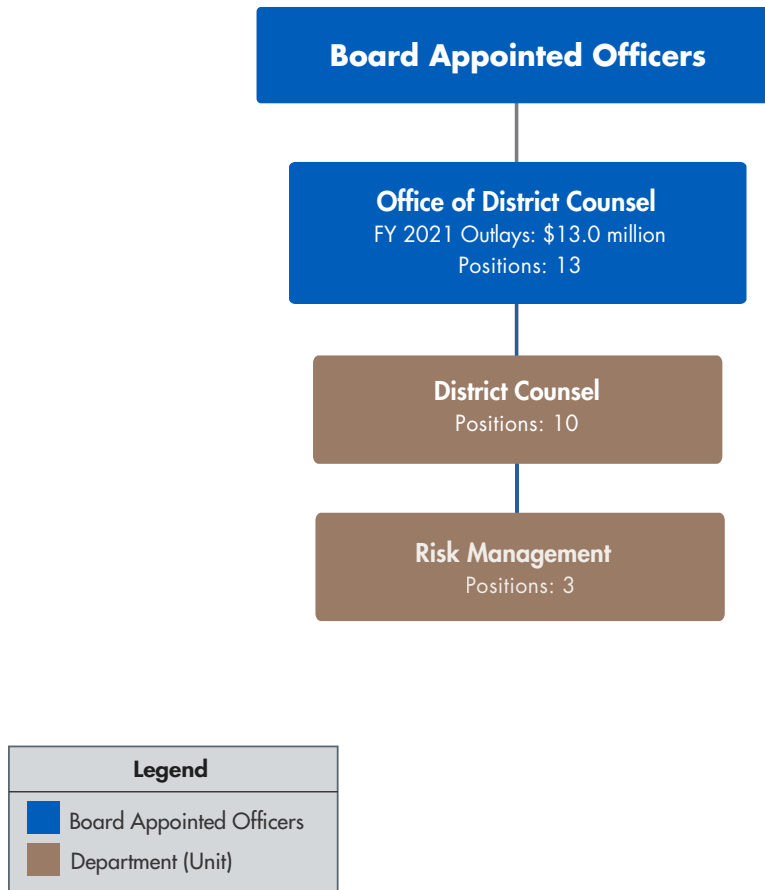 Board Appointed Officers
Office of District Counsel
FY 2021 Outlays: $13.0 million
Positions: 13
District Counsel
Positions: 10
Risk Management
Positions: 3
Legend
Board Appointed Officers
Department (Unit)